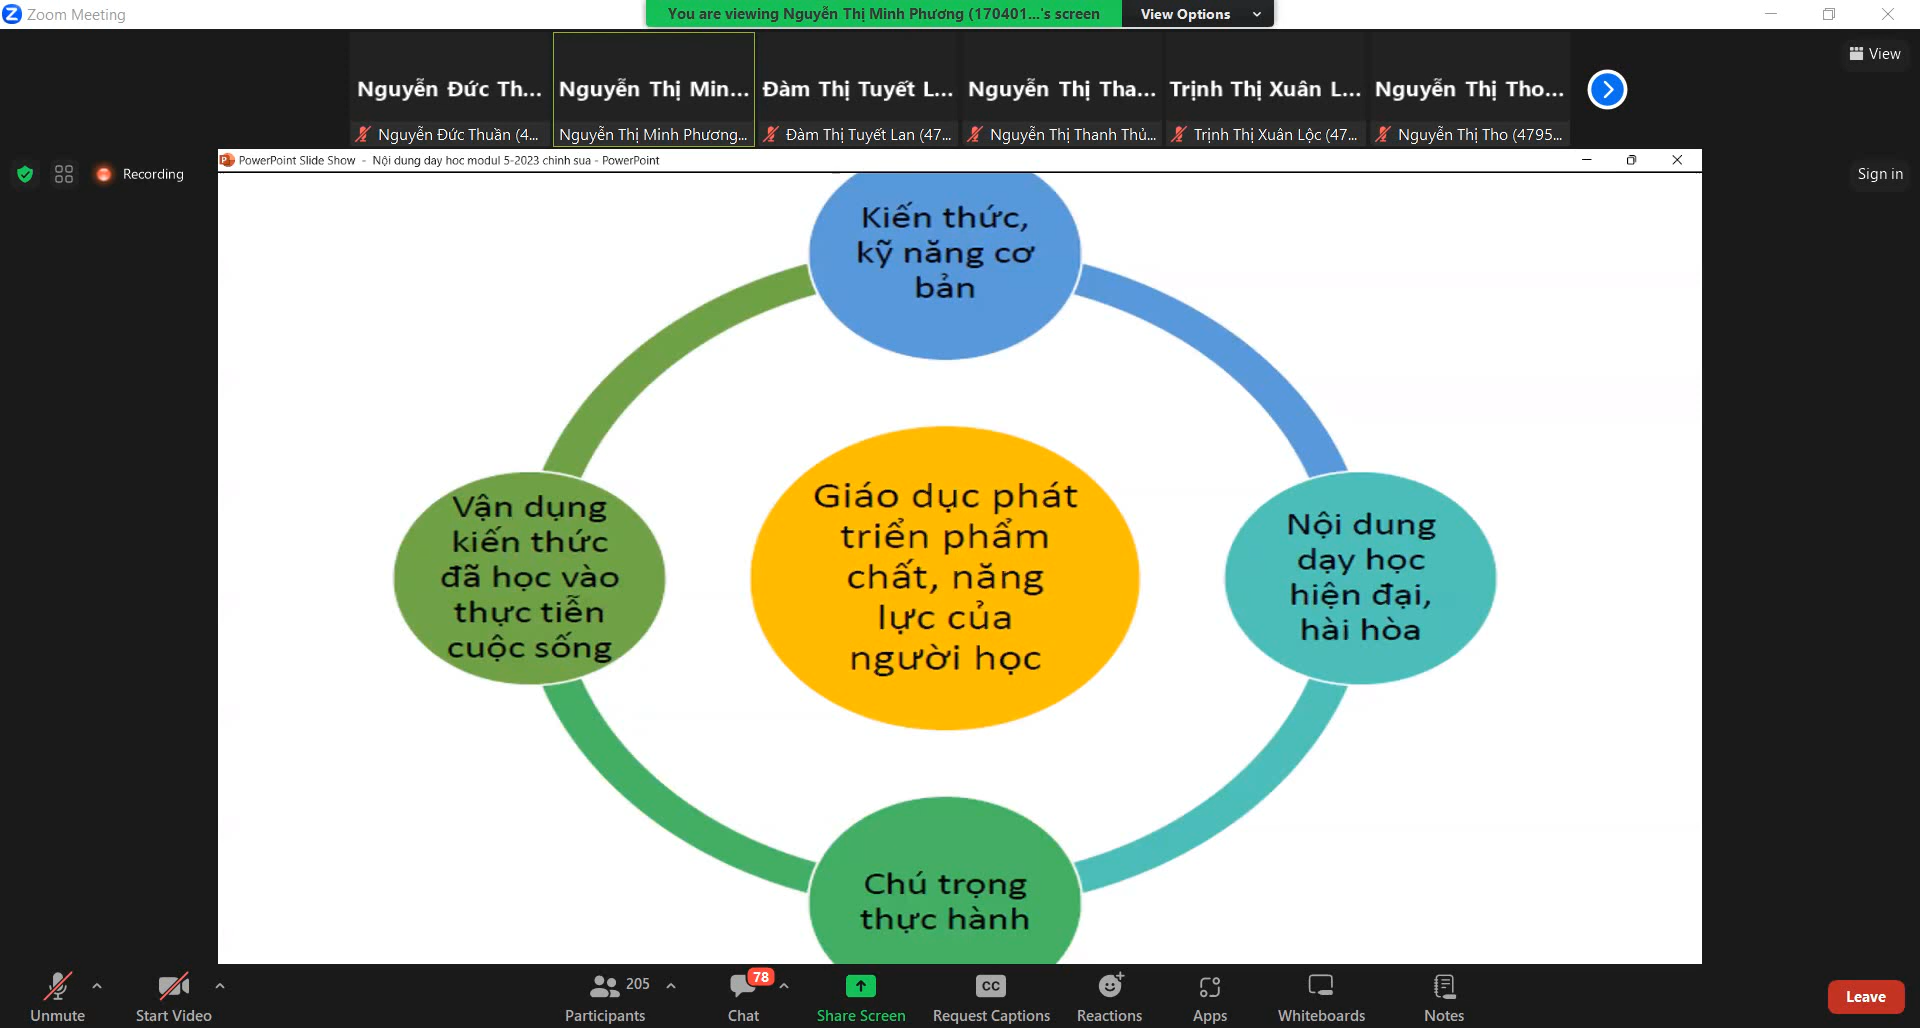 Zoom Meeting
You are viewing Nguyễn Thị Minh Phương (170401...'s screen
View Options
View
Nguyễn Đức Th...
Nguyễn Thị Min...
Đàm Thị Tuyết L...
Nguyễn Thị Tha...
Trịnh Thị Xuân L...
Nguyễn Thị Tho...
Nguyễn Đức Thuần (4...
Nguyễn Thị Minh Phương...
Đàm Thị Tuyết Lan (47...
Nguyễn Thị Thanh Thủ...
Trịnh Thị Xuân Lộc (47...
Nguyễn Thị Tho (4795...
PowerPoint Slide Show - Nội dung day hoc modul 5-2023 chinh sua - PowerPoint
Recording
Sign in
Kiến thức,
kỹ năng cơ
bản
Vận dụng
kiến thức
đã học vào
thực tiễn
cuộc sống
Giáo dục phát
triển phẩm
chất, năng
lực của
người học
Nội dung
dạy học
hiện đại,
hài hòa
Chú trọng
thực hành
Unmute
Start Video
205
Participants
78
Chat
Share Screen
CC
Request Captions
Reactions
Apps
Whiteboards
Notes
Leave